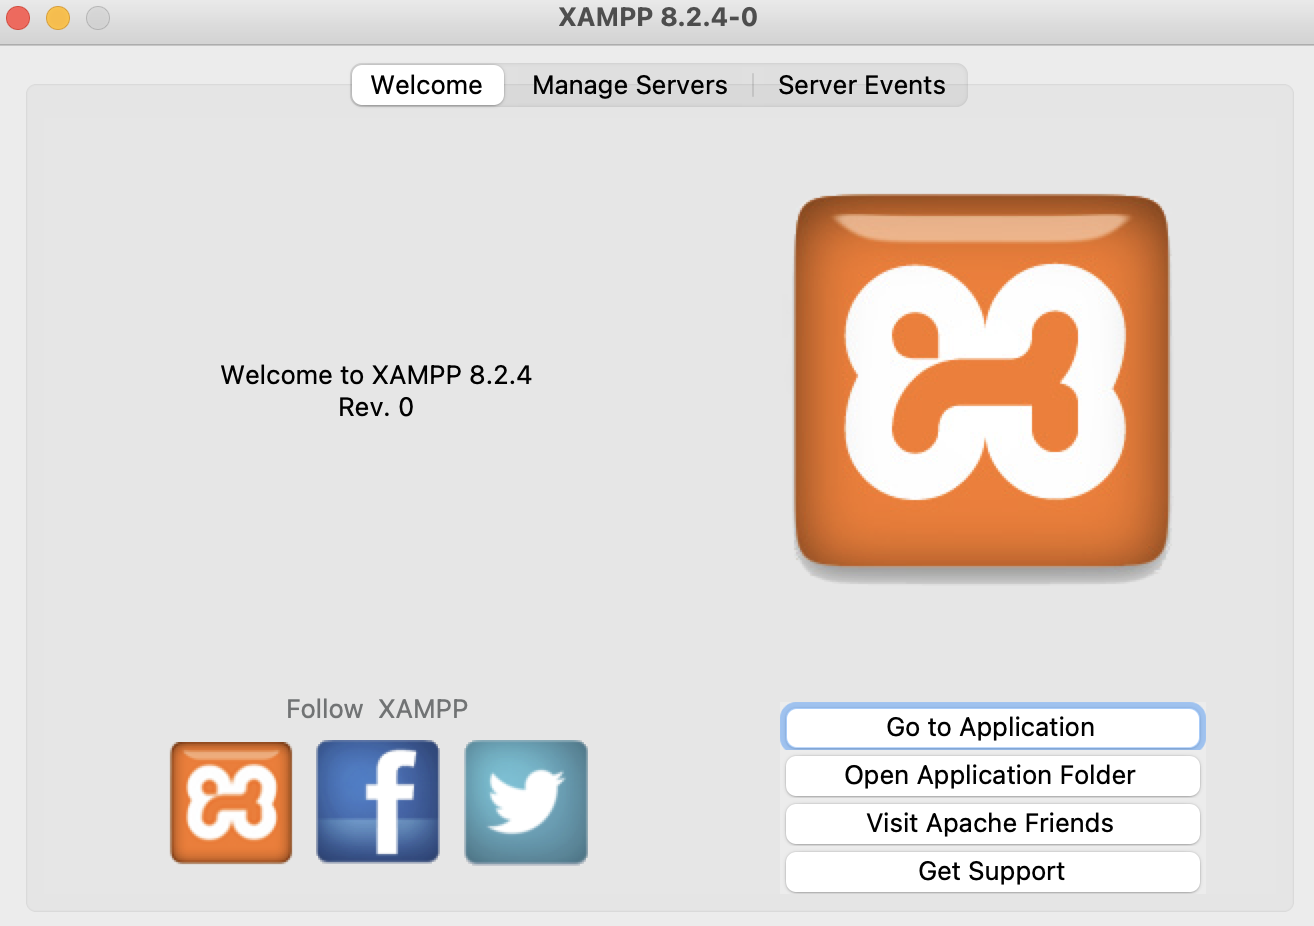 XAMPP 8.2.4-0
Welcome
Manage Servers
Server Events
Welcome to XAMPP 8.2.4
Rev. 0
Follow XAMPP
Go to Application
Open Application Folder
Visit Apache Friends
Get Support